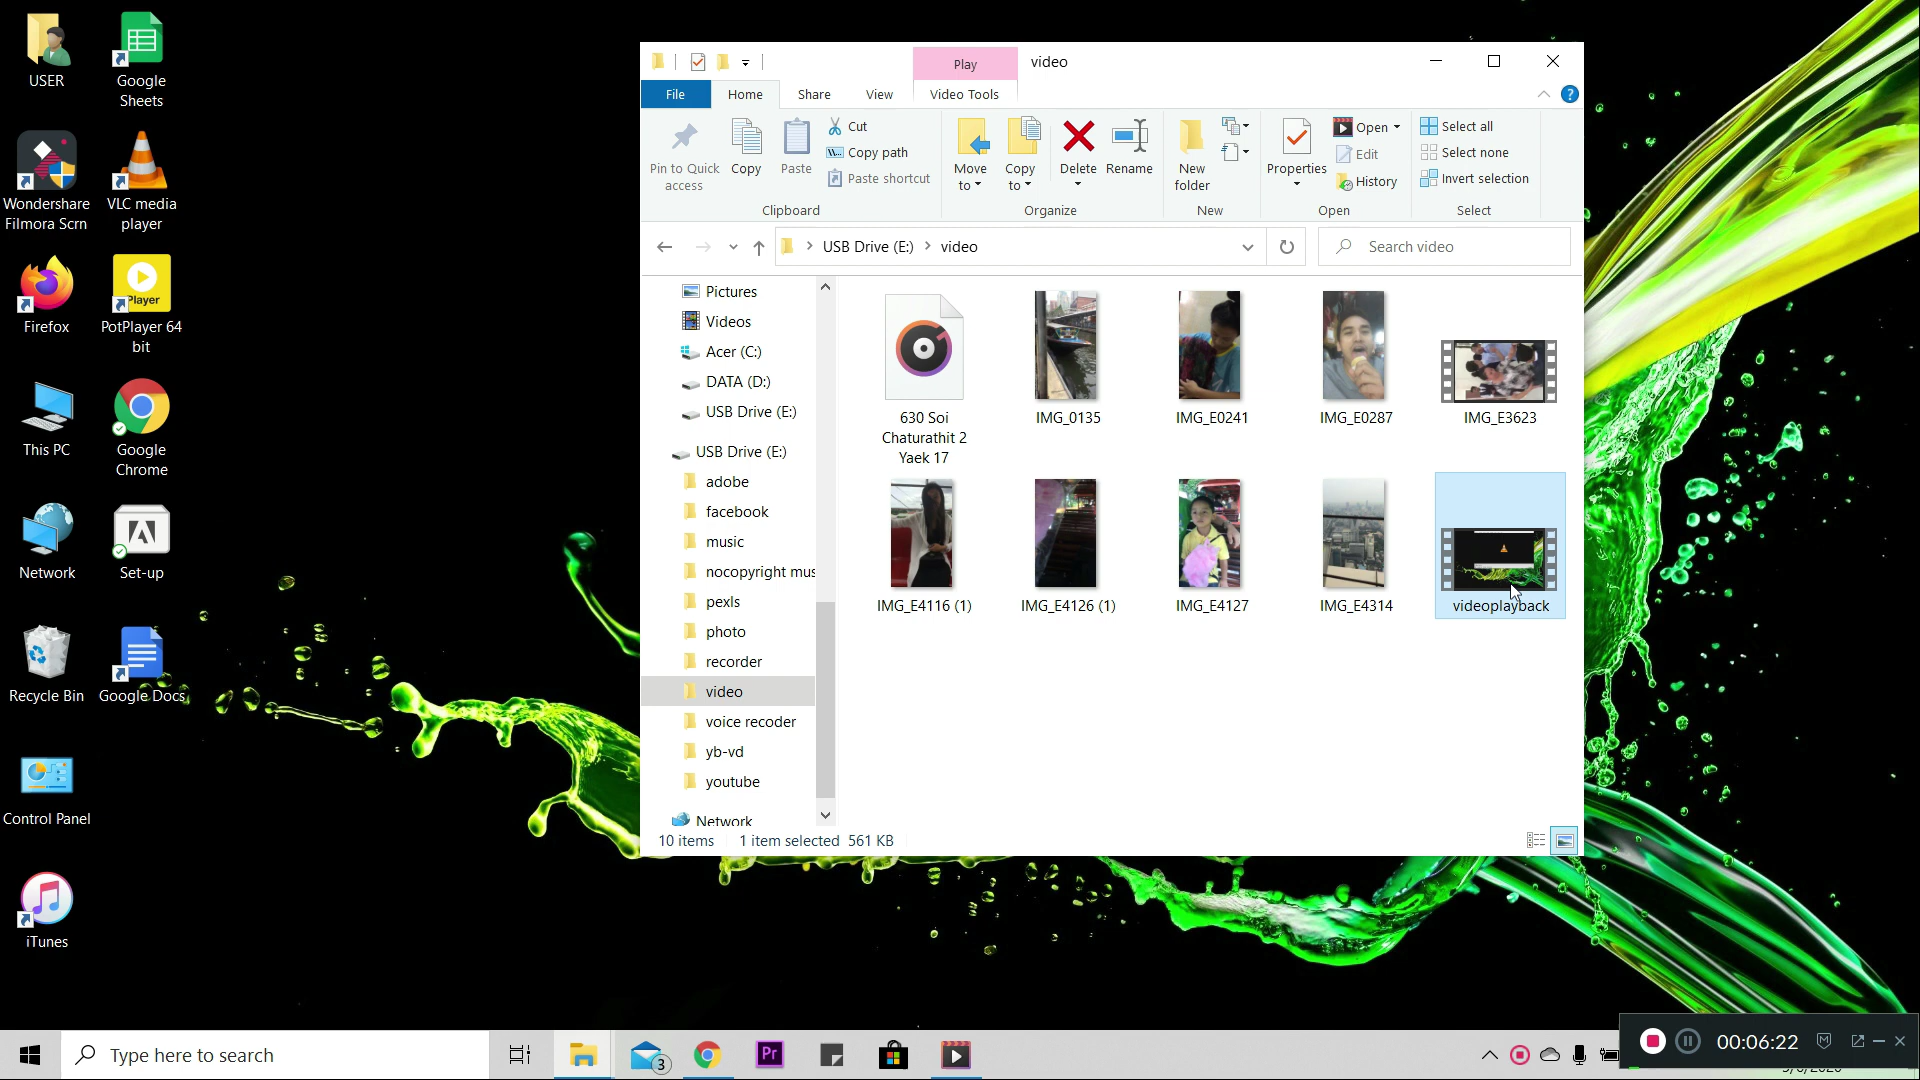 USER
Google
Sheets
Wondershare
Filmora Scrn
VLC media
player
Firefox
Player
PotPlayer 64
bit
This PC
Google
Chrome
Network
Set-up
Recycle Bin
Google Docs
Control Panel
iTunes
Play
video
File
Home
Share
View
Video Tools
Pin to Quick
access
Copy
Paste
Cut
Copy path
Paste shortcut
Clipboard
Move
to
Copy
to
Delete
Rename
Organize
New
folder
New
Properties
Open
Edit
History
Open
Select all
Select none
Invert selection
Select
USB Drive (E:)
video
Search video
Pictures
Videos
Acer (C:)
DATA (D:)
USB Drive (E:)
USB Drive (E:)
adobe
facebook
music
nocopyright mus
pexls
photo
recorder
video
voice recoder
yb-vd
youtube
Network
630 Soi
Chaturathit 2
Yaek 17
IMG_0135
IMG_E0241
IMG_E0287
IMG_E3623
IMG_E4116 (1)
IMG_E4126 (1)
IMG_E4127
IMG_E4314
videoplayback
10 items
1 item selected 561 KB
Type here to search
3
Pr
00:06:22